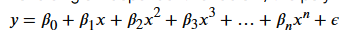 y = β₀ + β₁x + β₂x² + β₃x³ + … + βₙxⁿ + ϵ